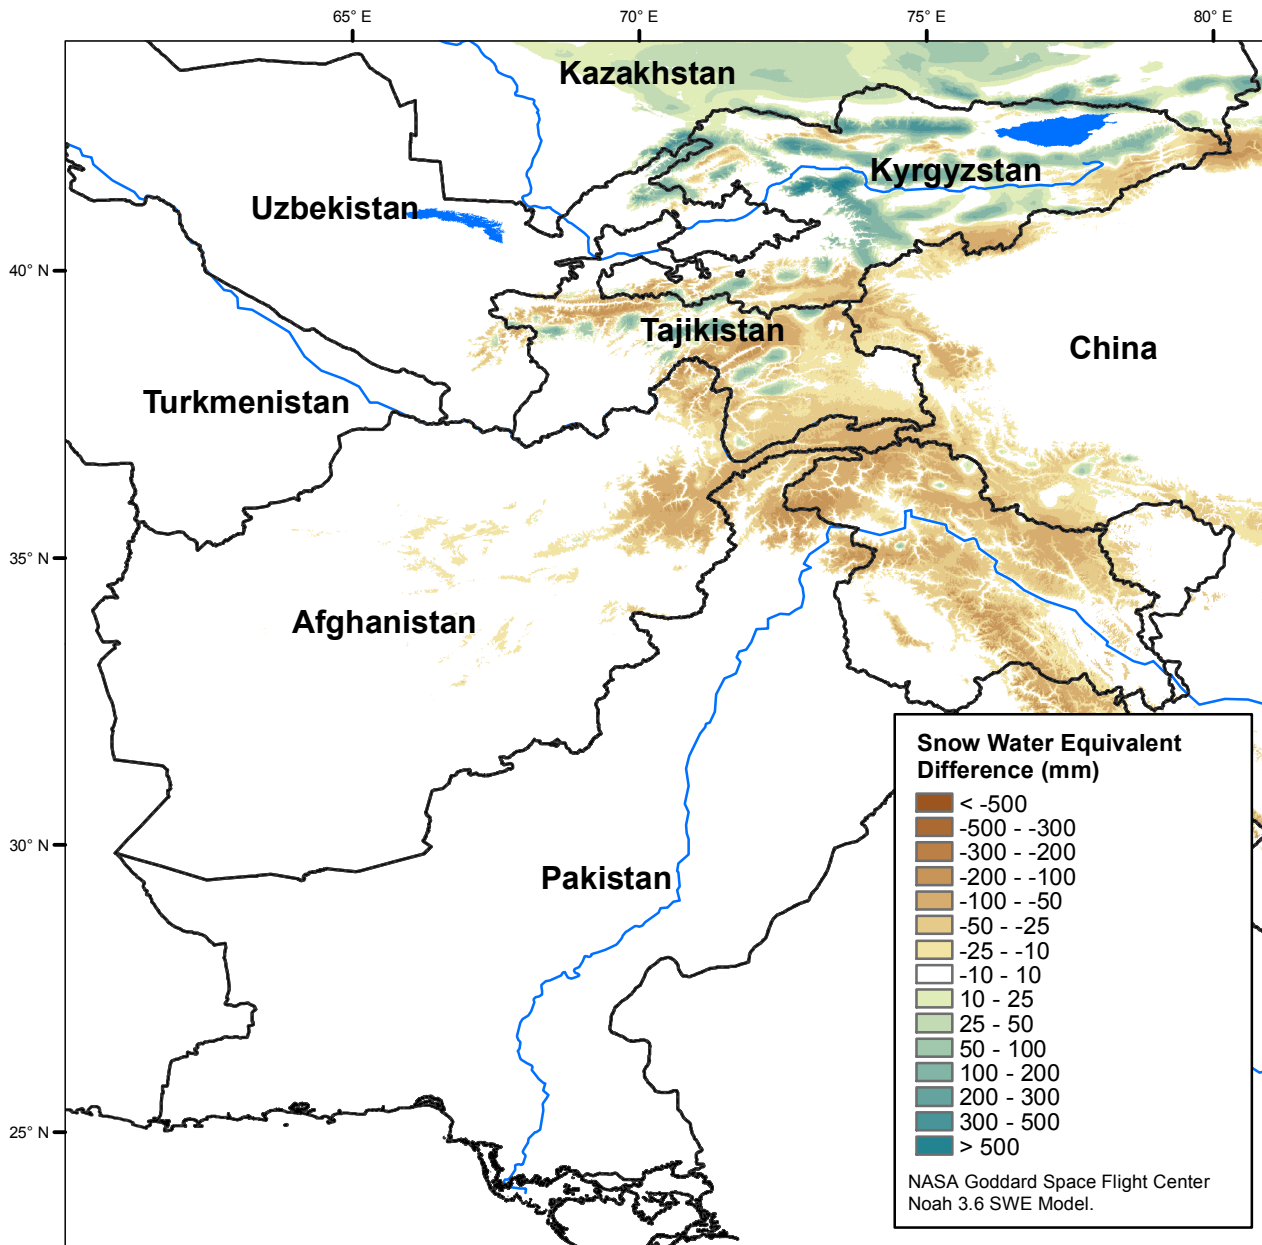 65° E
70° E
75° E
80° E
Kazakhstan
Kyrgyzstan
Uzbekistan
40° N
Tajikistan
China
Turkmenistan
35° N
Afghanistan
Snow Water Equivalent
Difference (mm)
< -500
-500 - -300
-300 - -200
-200 - -100
-100 - -50
-50 - -25
-25 - -10
-10 - 10
10 - 25
25 - 50
50 - 100
100 - 200
200 - 300
300 - 500
> 500
NASA Goddard Space Flight Center
Noah 3.6 SWE Model.
30° N
Pakistan
25° N